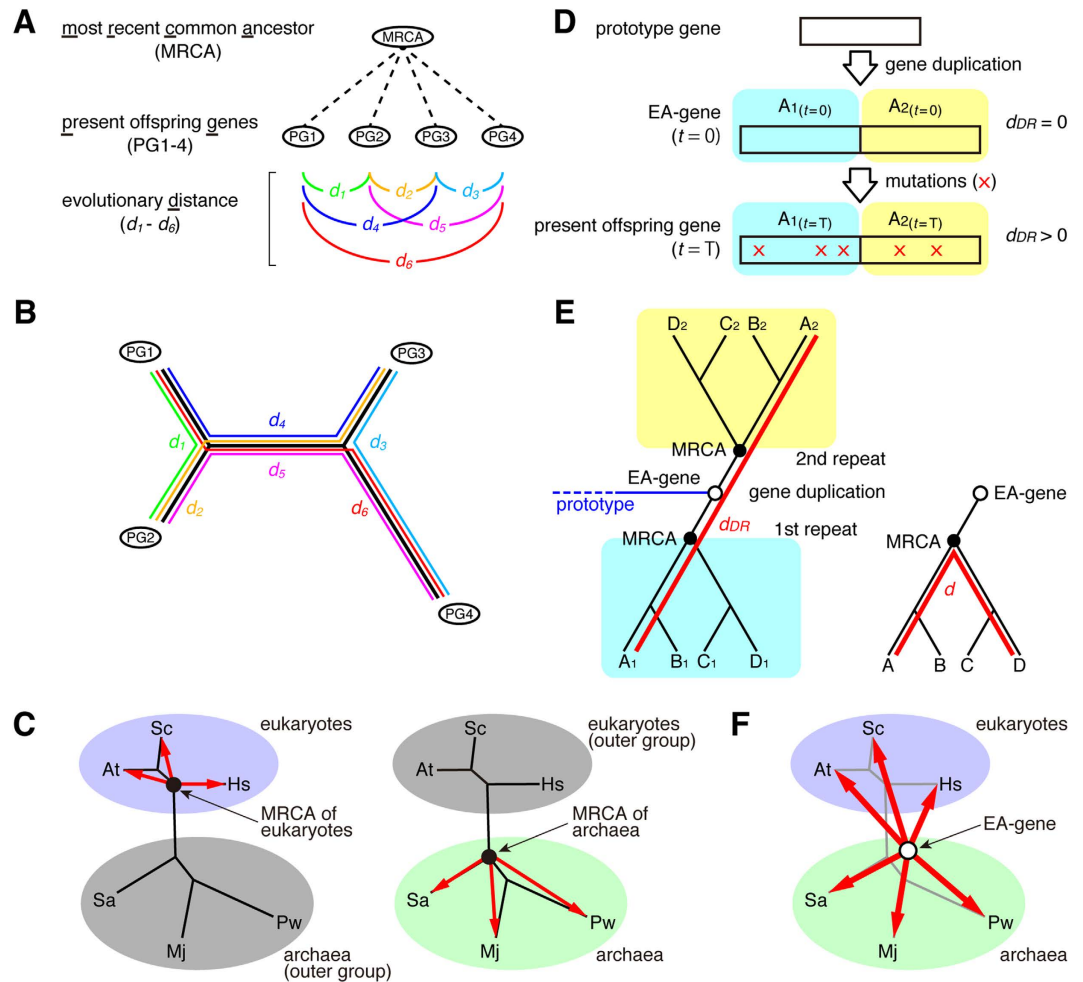 A
most recent common ancestor
(MRCA)
MRCA
present offspring genes
(PG1-4)
PG1 PG2 PG3 PG4
evolutionary distance
(d1 - d6)
d1 d2 d3
d4 d5
d6
B
PG1 PG3
d4
d1 d3
d5
d2 d6
PG2
PG4
C
eukaryotes
Sc
At
Hs
MRCA of
eukaryotes
Sa
Pw
Mj
archaea
(outer group)
eukaryotes
(outer group)
Sc
At
Hs
MRCA of
archaea
Sa
Pw
Mj
archaea
D
prototype gene
gene duplication
EA-gene
(t = 0)
A1(t=0) A2(t=0)
dDR = 0
mutations (×)
present offspring gene
(t = T)
A1(t=T) A2(t=T)
dDR > 0
× × × × ×
E
D2 C2 B2 A2
MRCA
2nd repeat
EA-gene
gene duplication
prototype
dDR
1st repeat
MRCA
A1 B1 C1 D1
EA-gene
MRCA
d
A B C D
F
eukaryotes
Sc
At
Hs
EA-gene
Sa
Pw
Mj
archaea